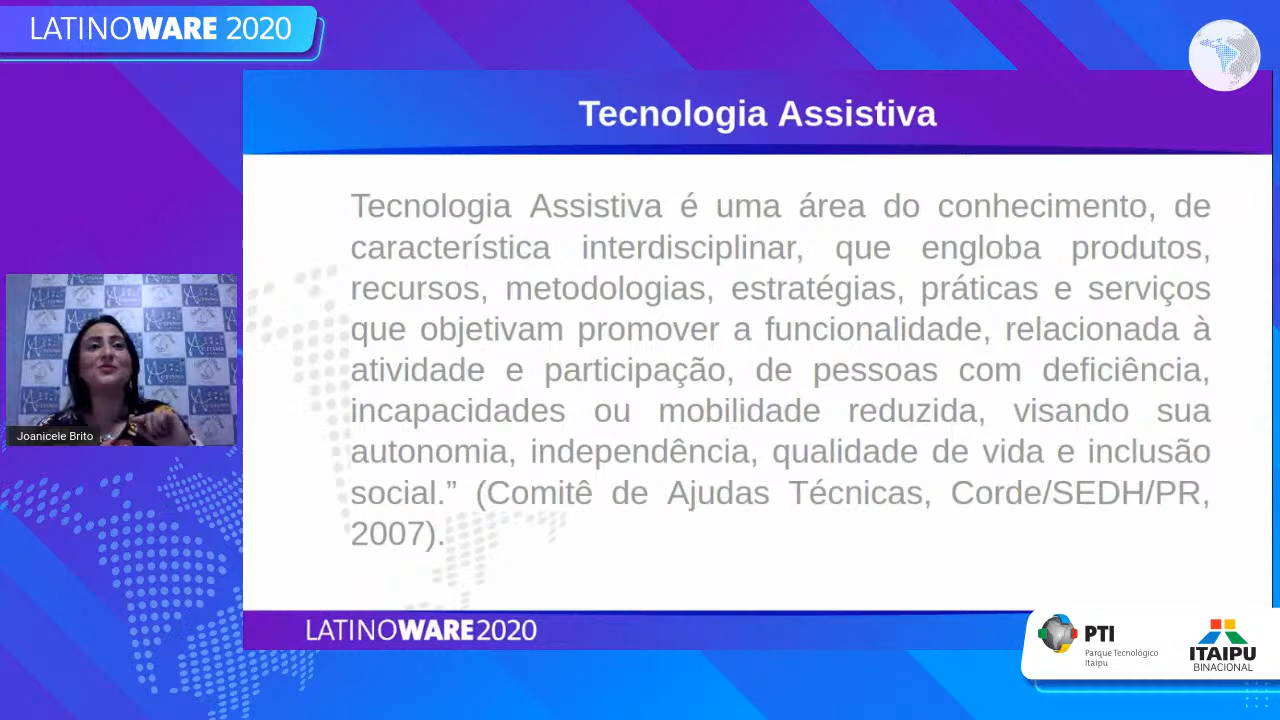 LATINOWARE 2020
Tecnologia Assistiva
Tecnologia Assistiva é uma área do conhecimento, de
característica interdisciplinar, que engloba produtos,
recursos, metodologias, estratégias, práticas e serviços
que objetivam promover a funcionalidade, relacionada à
atividade e participação, de pessoas com deficiência,
incapacidades ou mobilidade reduzida, visando sua
autonomia, independência, qualidade de vida e inclusão
social.” (Comitê de Ajudas Técnicas, Corde/SEDH/PR,
2007).
Joanicele Brito
LATINOWARE2020
PTI
Parque Tecnológico
Itaipu
ITAIPU
BINACIONAL